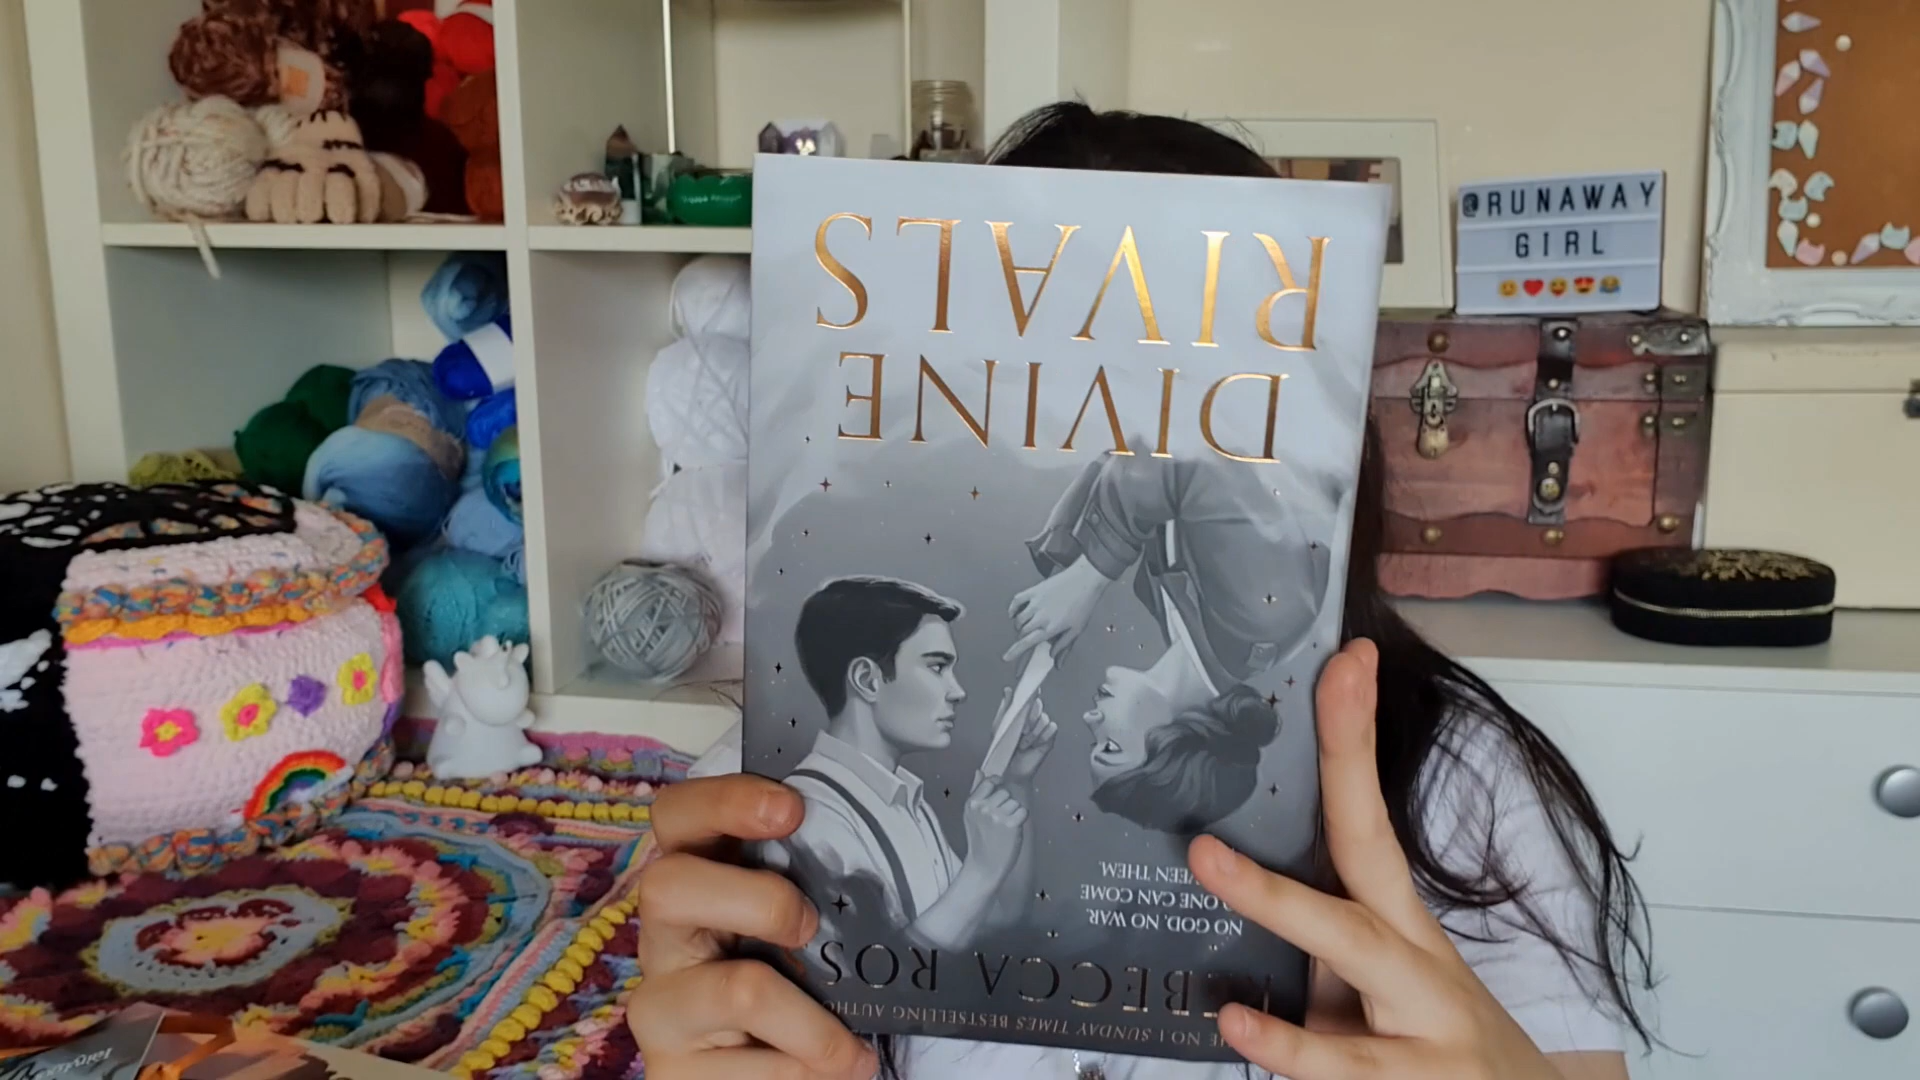 THE NO 1 SUNDAY TIMES BESTSELLING AUTHOR
REBECCA ROSS
NO GOD, NO WAR,
NO ONE CAN COME
BETWEEN THEM.
DIVINE
RIVALS
@RUNAWAY
GIRL